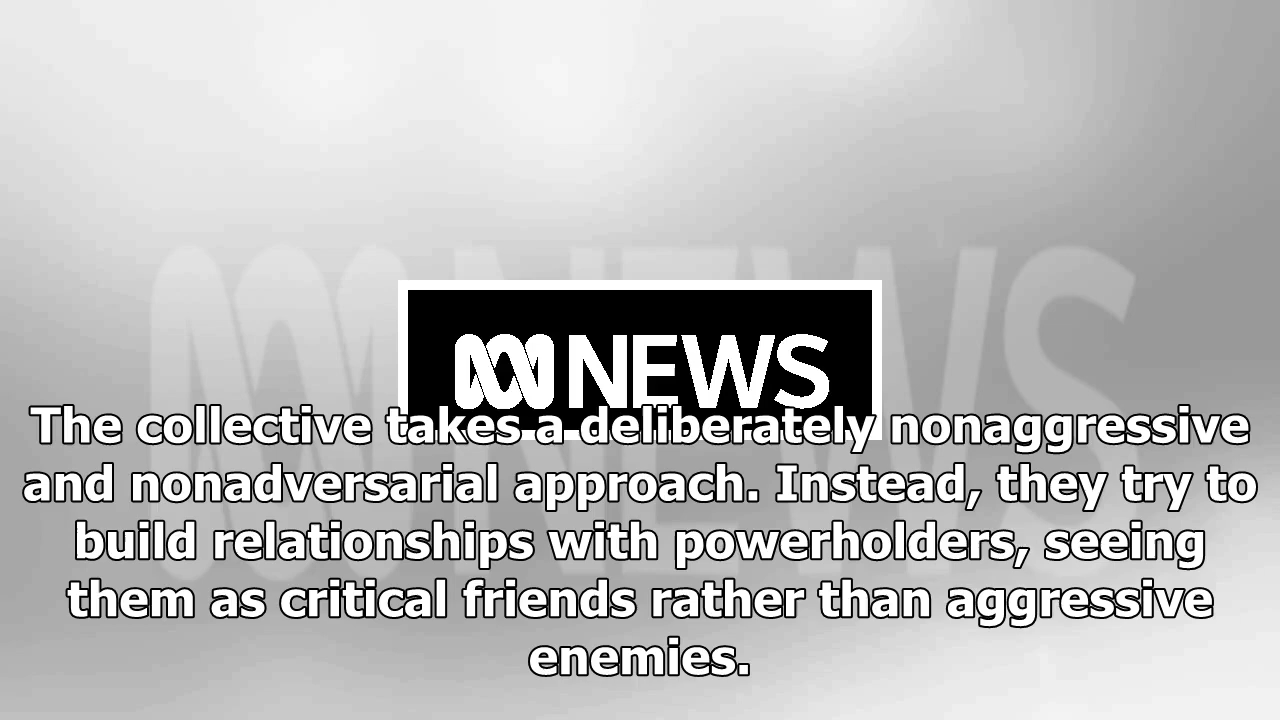 NEWS
NEWS
The collective takes a deliberately nonaggressive
and nonadversarial approach. Instead, they try to
build relationships with powerholders, seeing
them as critical friends rather than aggressive
enemies.